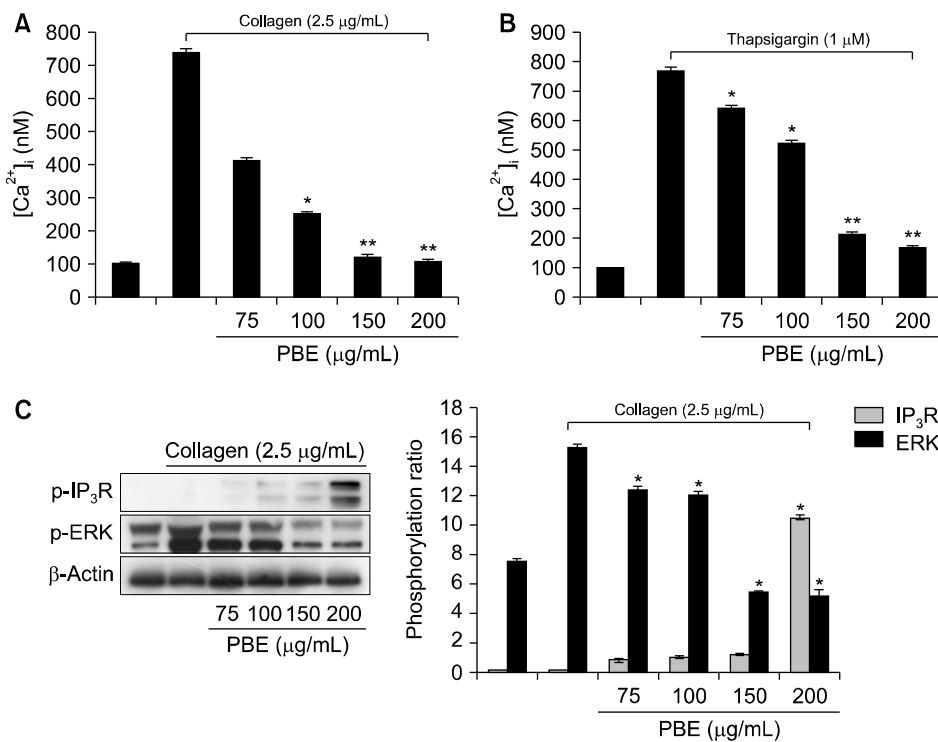 A
Collagen (2.5 μg/mL)
800
700
600
500
400
300
200
100
0
[Ca2+]i (nM)
*
**
**
75 100 150 200
PBE (μg/mL)
B
Thapsigargin (1 μM)
900
800
700
600
500
400
300
200
100
0
[Ca2+]i (nM)
*
*
**
**
75 100 150 200
PBE (μg/mL)
C
Collagen (2.5 μg/mL)
p-IP3R
p-ERK
β-Actin
75 100 150 200
PBE (μg/mL)
Collagen (2.5 μg/mL)
IP3R
ERK
18
16
14
12
10
8
6
4
2
0
Phosphorylation ratio
*
*
*
*
*
75 100 150 200
PBE (μg/mL)